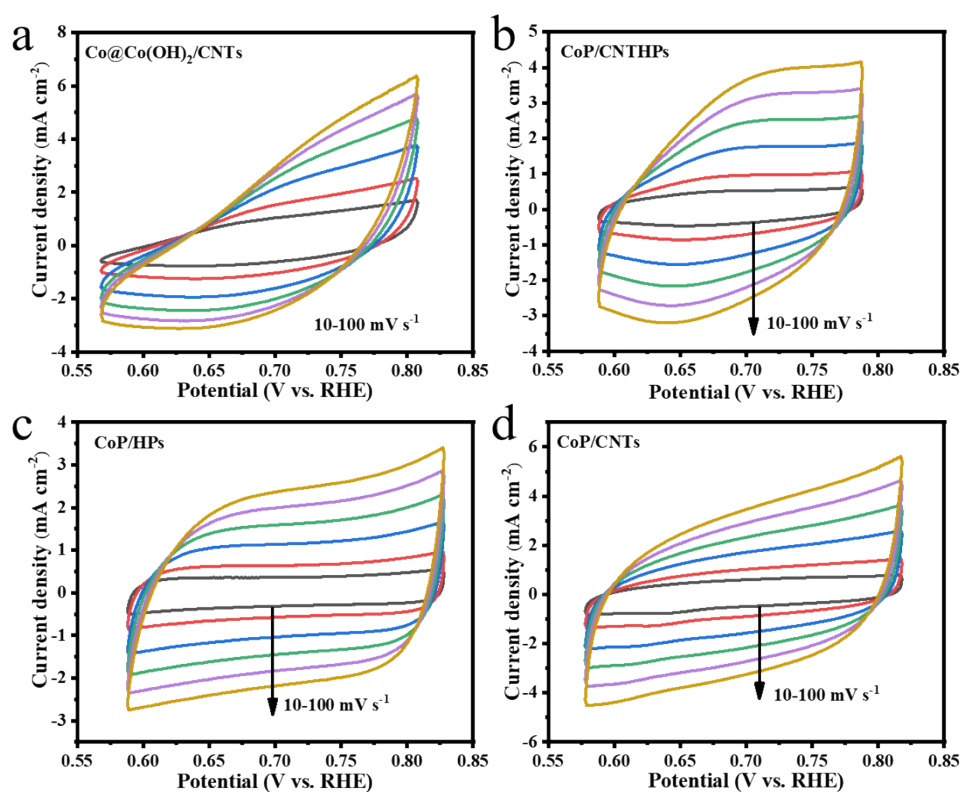 a
Co@Co(OH)₂/CNTs
Current density (mA cm⁻²)
8
6
4
2
0
-2
-4
10-100 mV s⁻¹
0.55 0.60 0.65 0.70 0.75 0.80 0.85
Potential (V vs. RHE)
b
CoP/CNTHPs
Current density (mA cm⁻²)
5
4
3
2
1
0
-1
-2
-3
-4
10-100 mV s⁻¹
0.55 0.60 0.65 0.70 0.75 0.80 0.85
Potential (V vs. RHE)
c
CoP/HPs
Current density (mA cm⁻²)
4
3
2
1
0
-1
-2
-3
10-100 mV s⁻¹
0.55 0.60 0.65 0.70 0.75 0.80 0.85
Potential (V vs. RHE)
d
CoP/CNTs
Current density (mA cm⁻²)
6
4
2
0
-2
-4
-6
10-100 mV s⁻¹
0.55 0.60 0.65 0.70 0.75 0.80 0.85
Potential (V vs. RHE)